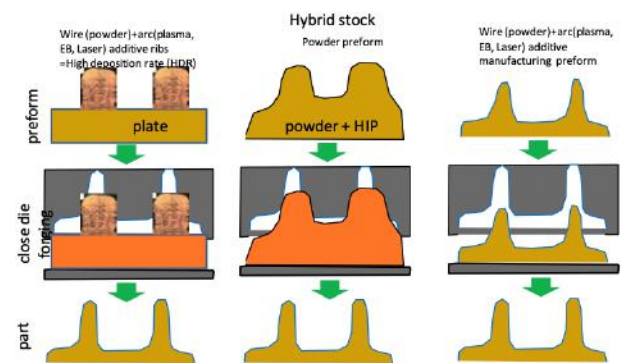 Hybrid stock
Wire (powder)+arc(plasma,
EB, Laser) additive ribs
=High deposition rate (HDR)
Powder preform
Wire (powder)+arc(plasma,
EB, Laser) additive
manufacturing preform
preform
plate
powder + HIP
close die
forging
part